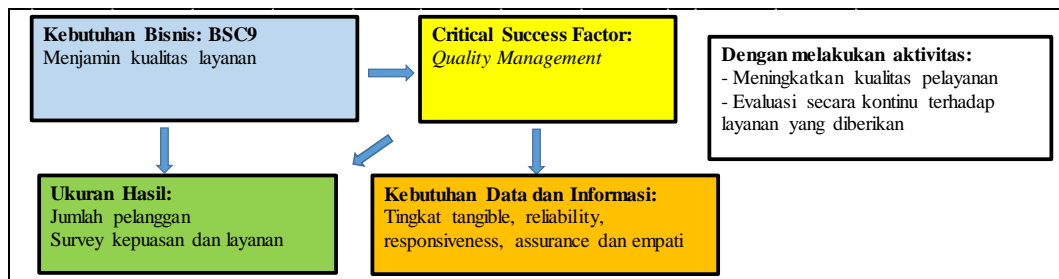 Kebutuhan Bisnis: BSC9
Menjamin kualitas layanan
Critical Success Factor:
Quality Management
Dengan melakukan aktivitas:
- Meningkatkan kualitas pelayanan
- Evaluasi secara kontinu terhadap
layanan yang diberikan
Ukuran Hasil:
Jumlah pelanggan
Survey kepuasan dan layanan
Kebutuhan Data dan Informasi:
Tingkat tangible, reliability,
responsiveness, assurance dan empati